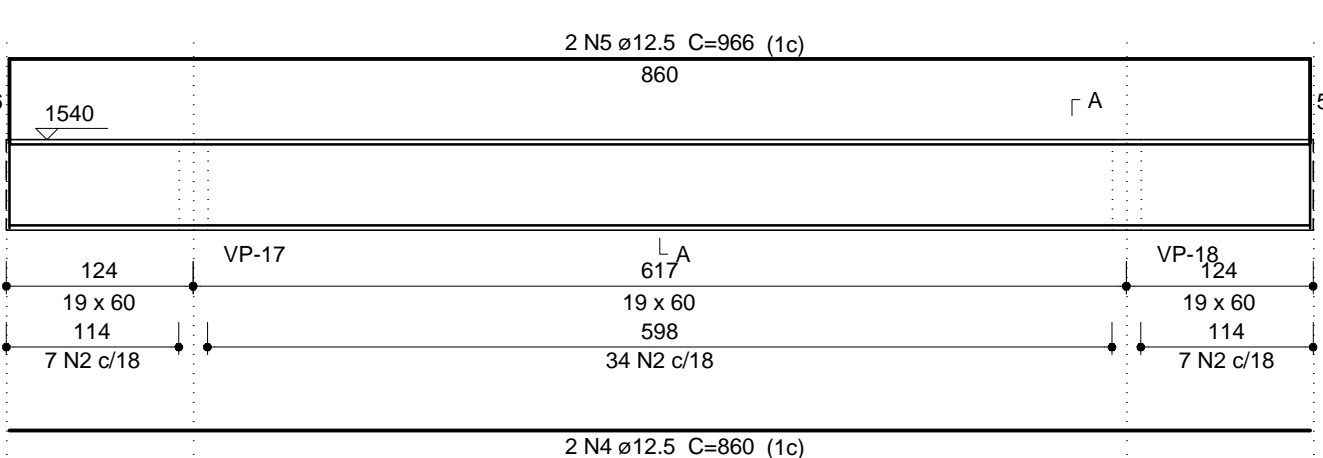 2 N5 ø12.5 C=966 (1c)
860
A
1540
VP-17
A
VP-18
124
617
124
19 x 60
19 x 60
19 x 60
114
598
114
7 N2 c/18
34 N2 c/18
7 N2 c/18
2 N4 ø12.5 C=860 (1c)